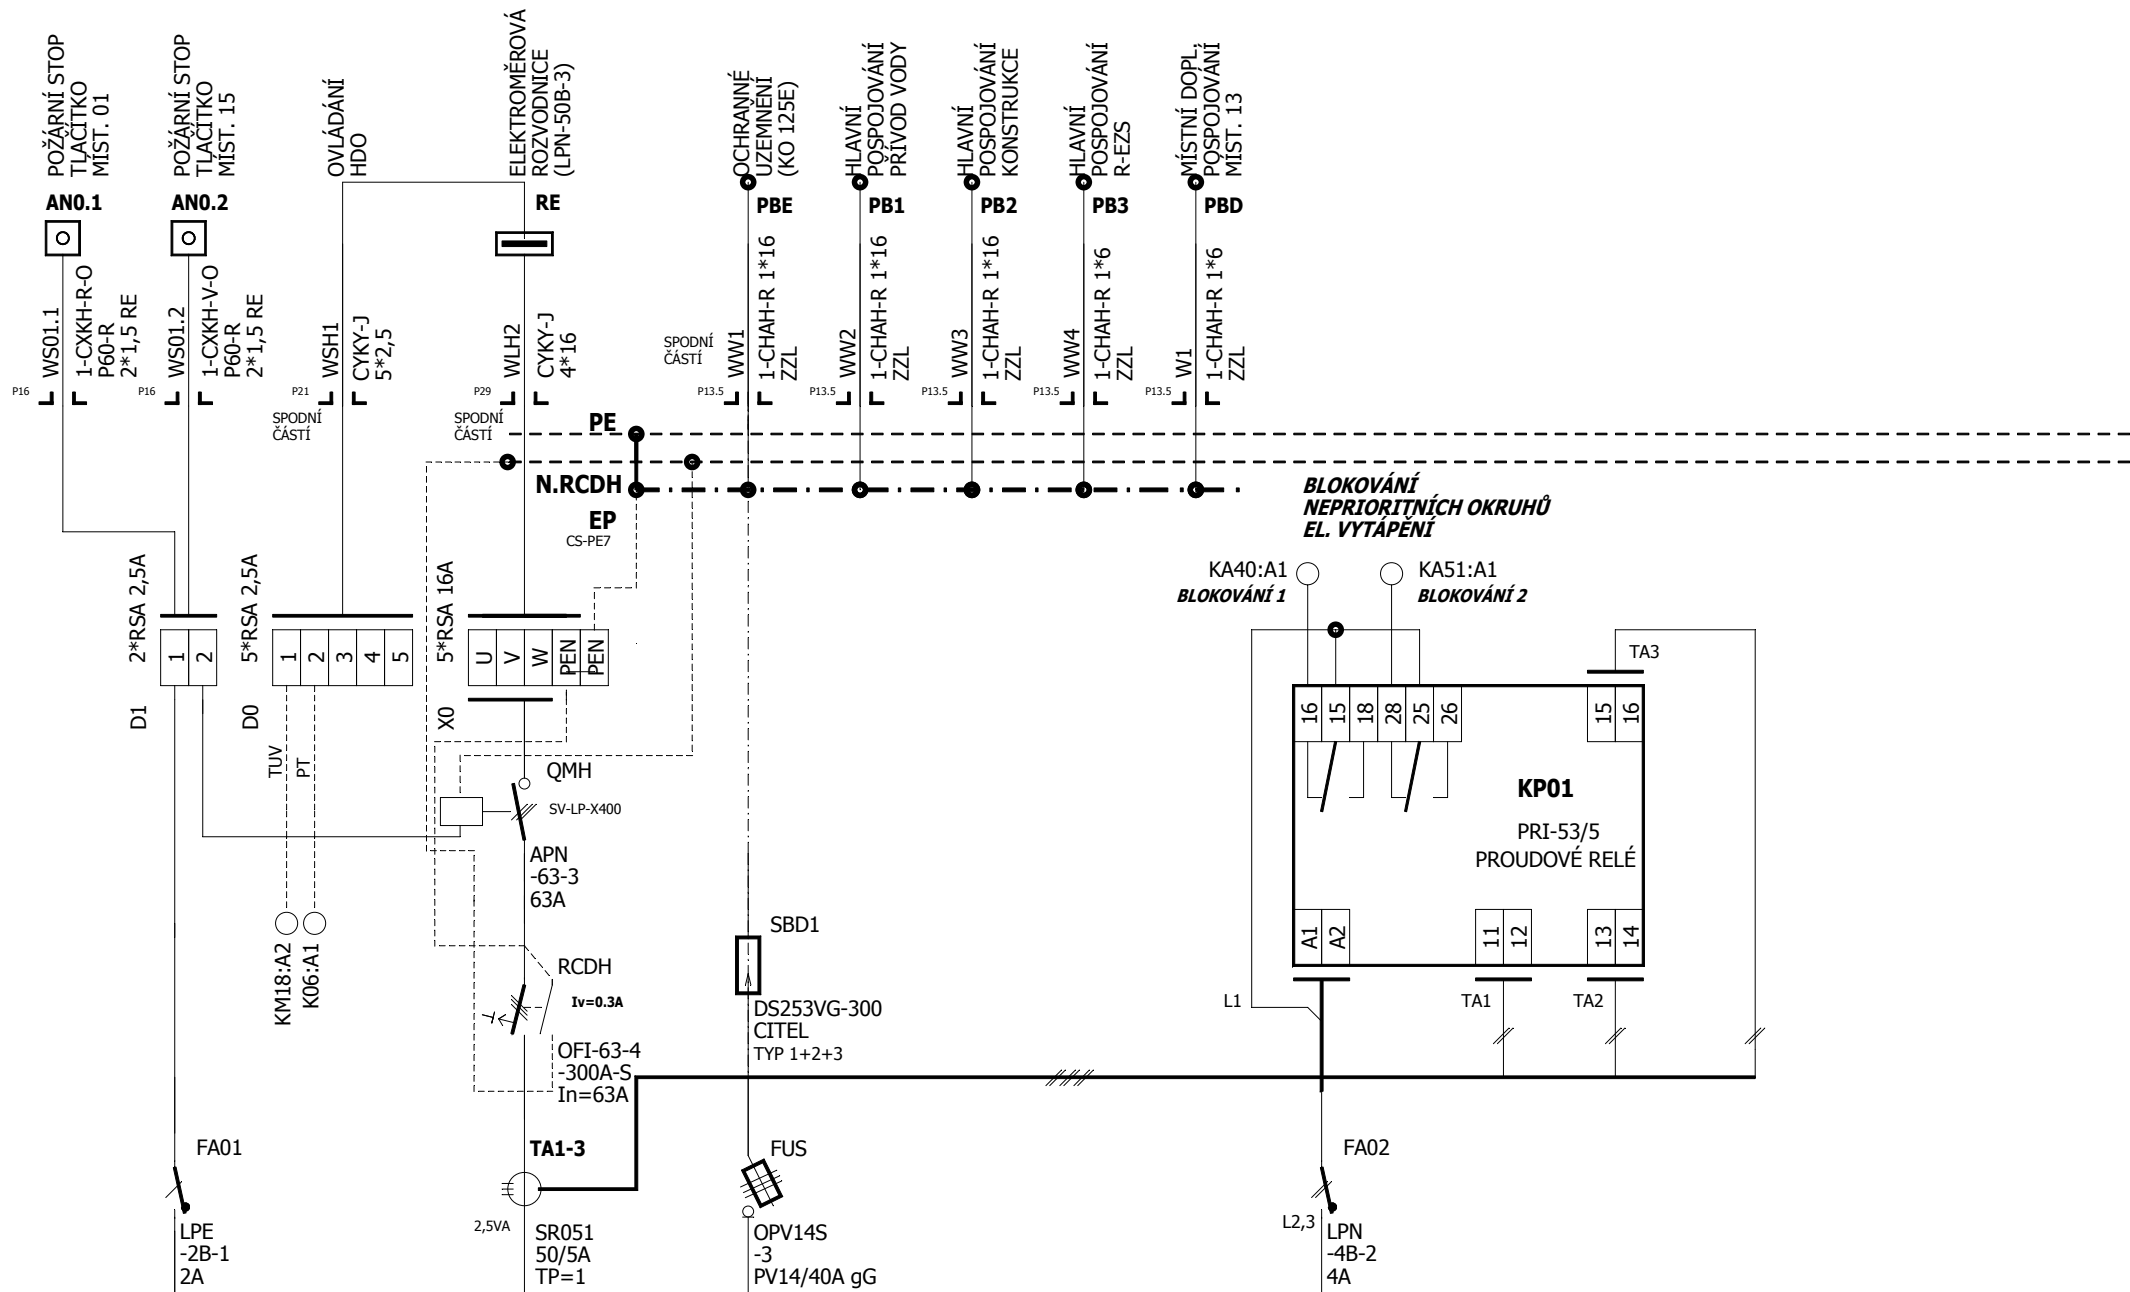 POŽÁRNÍ STOP
TLAČÍTKO
MÍST. 01
AN0.1
WS01.1
1-CXKH-R-O
P60-R
2*1,5 RE
P16
POŽÁRNÍ STOP
TLAČÍTKO
MÍST. 15
AN0.2
WS01.2
1-CXKH-V-O
P60-R
2*1,5 RE
P16
OVLÁDÁNÍ
HDO
WSH1
CYKY-J
5*2,5
P21
SPODNÍ
ČÁSTÍ
ELEKTROMĚROVÁ
ROZVODNICE
(LPN-50B-3)
RE
WLH2
CYKY-J
4*16
P29
SPODNÍ
ČÁSTÍ
OCHRANNÉ
UZEMNĚNÍ
(KO 125E)
PBE
SPODNÍ
ČÁSTÍ
WW1
1-CHAH-R 1*16
ZZL
P13.5
HLAVNÍ
POSPOJOVÁNÍ
PŘÍVOD VODY
PB1
WW2
1-CHAH-R 1*16
ZZL
P13.5
HLAVNÍ
POSPOJOVÁNÍ
KONSTRUKCE
PB2
WW3
1-CHAH-R 1*16
ZZL
P13.5
HLAVNÍ
POSPOJOVÁNÍ
R-EZS
PB3
WW4
1-CHAH-R 1*6
ZZL
P13.5
MÍSTNÍ DOPL.
POSPOJOVÁNÍ
MÍST. 13
PBD
W1
1-CHAH-R 1*6
ZZL
P13.5
PE
N.RCDH
EP
CS-PE7
BLOKOVÁNÍ
NEPRIORITNÍCH OKRUHŮ
EL. VYTÁPĚNÍ
KA40:A1
BLOKOVÁNÍ 1
KA51:A1
BLOKOVÁNÍ 2
2*RSA 2,5A
1 2
D1
5*RSA 2,5A
1 2 3 4 5
D0
TUV
PT
KM18:A2
K06:A1
5*RSA 16A
U V W PEN PEN
X0
QMH
SV-LP-X400
APN
-63-3
63A
RCDH
Iv=0.3A
OFI-63-4
-300A-S
In=63A
SBD1
DS253VG-300
CITEL
TYP 1+2+3
TA3
16 15 18 28 25 26
15 16
KP01
PRI-53/5
PROUDOVÉ RELÉ
A1 A2
11 12
13 14
L1
TA1
TA2
FA01
LPE
-2B-1
2A
TA1-3
2,5VA
SR051
50/5A
TP=1
FUS
OPV14S
-3
PV14/40A gG
FA02
L2,3
LPN
-4B-2
4A